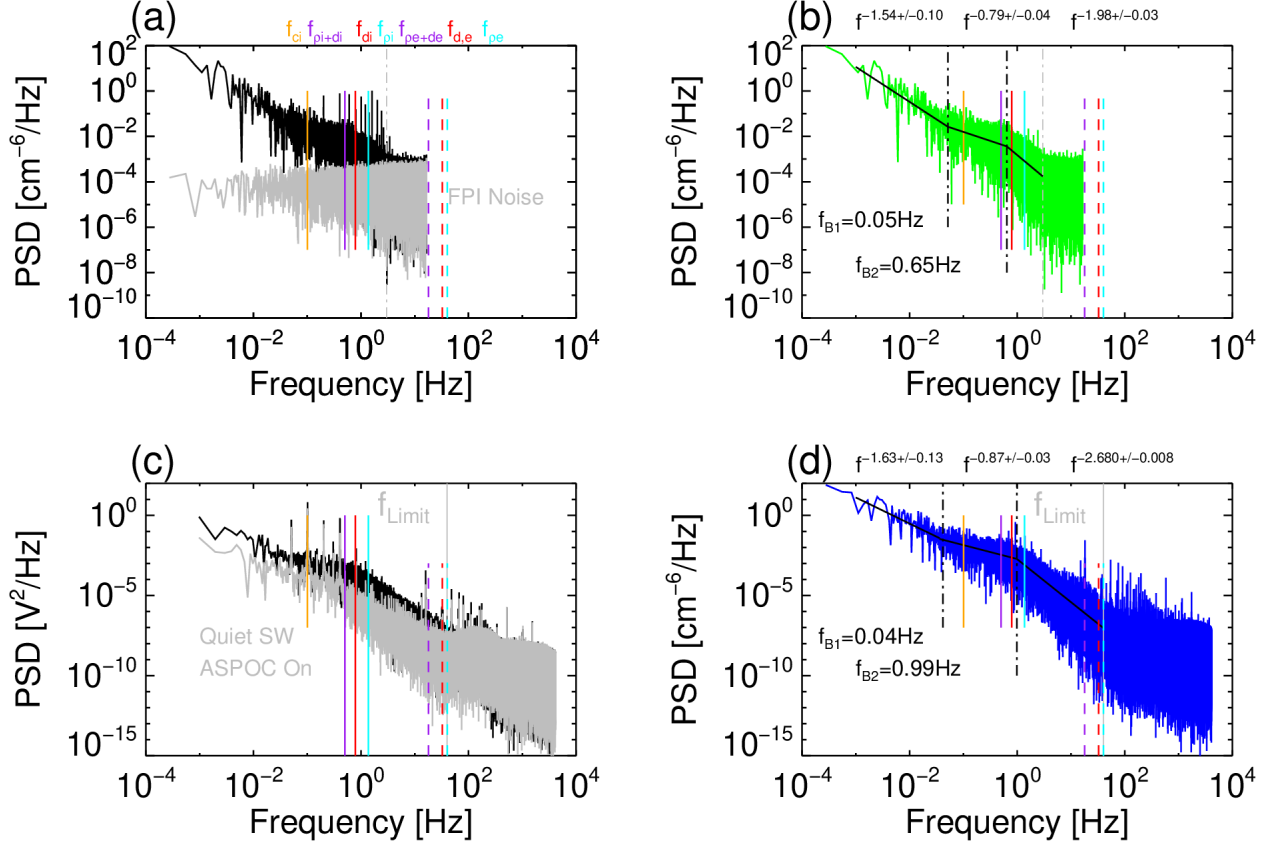 (a)
f_ci f_ρi+di f_di f_ρi f_ρe+de f_d,e f_ρe
PSD [cm^−6/Hz]
10^2
10^0
10^−2
10^−4
10^−6
10^−8
10^−10
FPI Noise
10^−4 10^−2 10^0 10^2 10^4
Frequency [Hz]
(b)
f^−1.54+/−0.10 f^−0.79+/−0.04 f^−1.98+/−0.03
PSD [cm^−6/Hz]
10^2
10^0
10^−2
10^−4
10^−6
10^−8
10^−10
f_B1=0.05Hz
f_B2=0.65Hz
10^−4 10^−2 10^0 10^2 10^4
Frequency [Hz]
(c)
PSD [V^2/Hz]
10^0
10^−5
10^−10
10^−15
f_Limit
Quiet SW
ASPOC On
10^−4 10^−2 10^0 10^2 10^4
Frequency [Hz]
(d)
f^−1.63+/−0.13 f^−0.87+/−0.03 f^−2.680+/−0.008
PSD [cm^−6/Hz]
10^0
10^−5
10^−10
10^−15
f_Limit
f_B1=0.04Hz
f_B2=0.99Hz
10^−4 10^−2 10^0 10^2 10^4
Frequency [Hz]